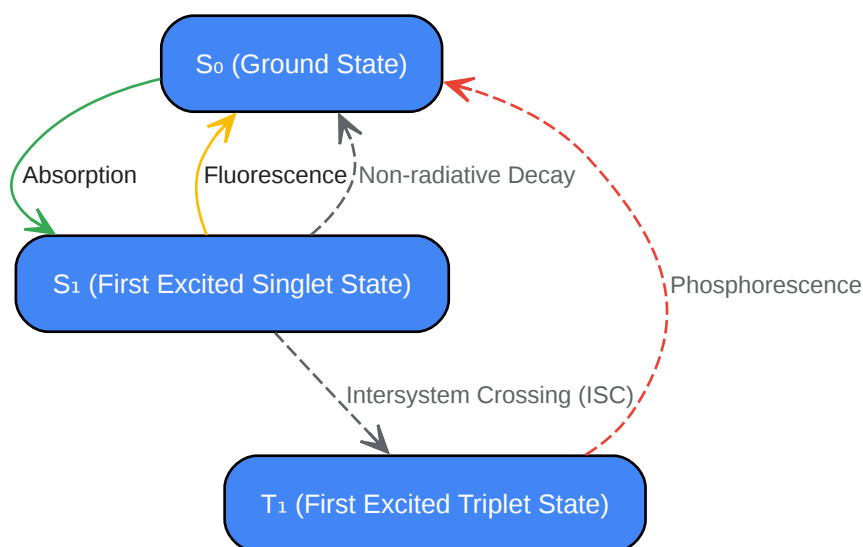 S₀ (Ground State)
Absorption
Fluorescence
Non-radiative Decay
S₁ (First Excited Singlet State)
Phosphorescence
Intersystem Crossing (ISC)
T₁ (First Excited Triplet State)